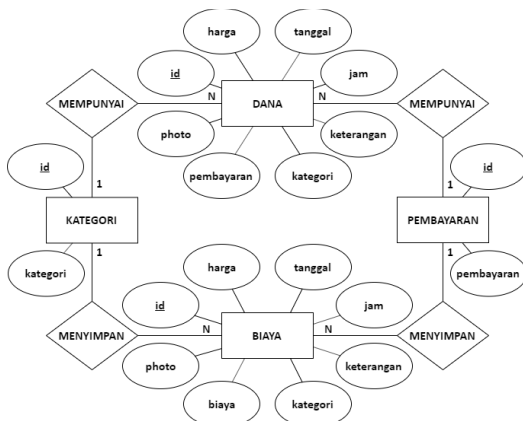 harga
tanggal
id
jam
MEMPUNYAI
N
DANA
N
MEMPUNYAI
photo
keterangan
pembayaran
kategori
id
id
1
1
KATEGORI
PEMBAYARAN
1
1
kategori
harga
tanggal
pembayaran
id
jam
MENYIMPAN
N
BIAYA
N
MENYIMPAN
photo
keterangan
biaya
kategori